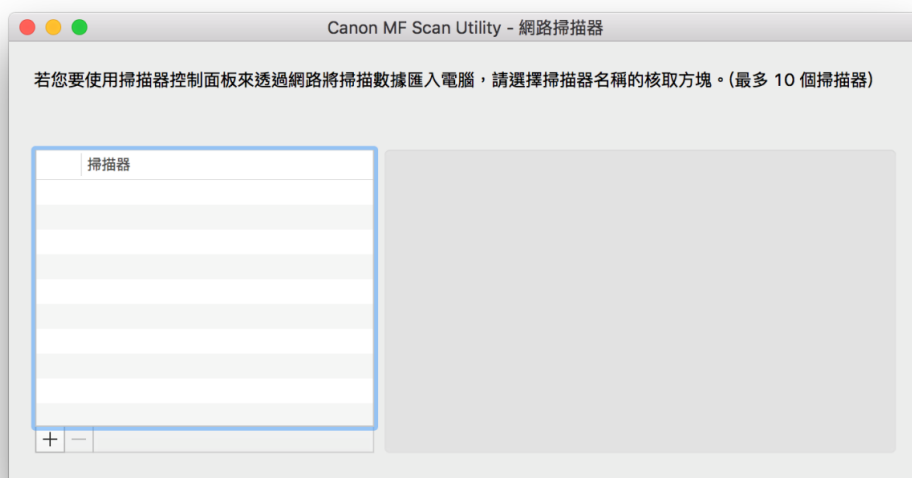 Canon MF Scan Utility - 網路掃描器
若您要使用掃描器控制面板來透過網路將掃描數據匯入電腦，請選擇掃描器名稱的核取方塊。(最多 10 個掃描器)
掃描器